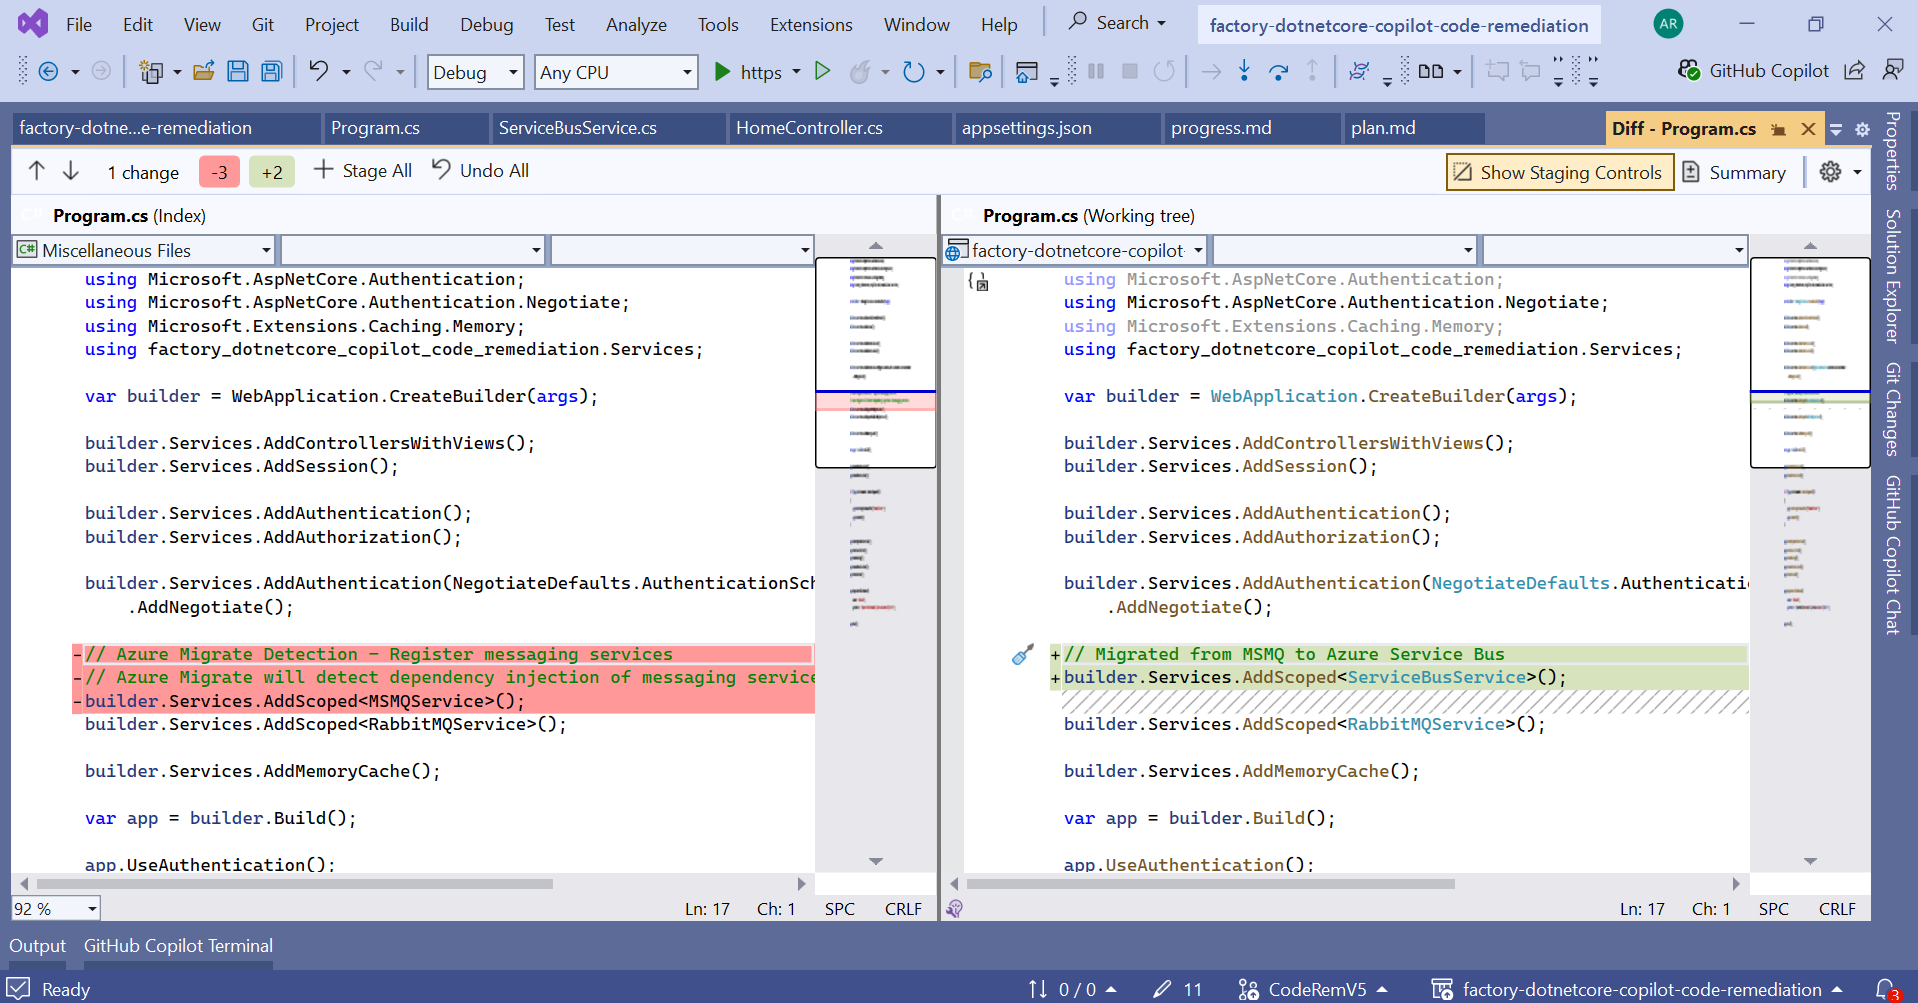 File Edit View Git Project Build Debug Test Analyze Tools Extensions Window Help Search factory-dotnetcore-copilot-code-remediation AR
Debug Any CPU https GitHub Copilot
factory-dotne...e-remediation Program.cs ServiceBusService.cs HomeController.cs appsettings.json progress.md plan.md Diff - Program.cs
1 change -3 +2 Stage All Undo All Show Staging Controls Summary
Program.cs (Index)
C# Miscellaneous Files
using Microsoft.AspNetCore.Authentication;
using Microsoft.AspNetCore.Authentication.Negotiate;
using Microsoft.Extensions.Caching.Memory;
using factory_dotnetcore_copilot_code_remediation.Services;
var builder = WebApplication.CreateBuilder(args);
builder.Services.AddControllersWithViews();
builder.Services.AddSession();
builder.Services.AddAuthentication();
builder.Services.AddAuthorization();
builder.Services.AddAuthentication(NegotiateDefaults.AuthenticationSch
.AddNegotiate();
-// Azure Migrate Detection - Register messaging services
-// Azure Migrate will detect dependency injection of messaging service
-builder.Services.AddScoped<MSMQService>();
builder.Services.AddScoped<RabbitMQService>();
builder.Services.AddMemoryCache();
var app = builder.Build();
app.UseAuthentication();
92 % Ln: 17 Ch: 1 SPC CRLF
Program.cs (Working tree)
factory-dotnetcore-copilot-
using Microsoft.AspNetCore.Authentication;
using Microsoft.AspNetCore.Authentication.Negotiate;
using Microsoft.Extensions.Caching.Memory;
using factory_dotnetcore_copilot_code_remediation.Services;
var builder = WebApplication.CreateBuilder(args);
builder.Services.AddControllersWithViews();
builder.Services.AddSession();
builder.Services.AddAuthentication();
builder.Services.AddAuthorization();
builder.Services.AddAuthentication(NegotiateDefaults.Authenticatio
.AddNegotiate();
+// Migrated from MSMQ to Azure Service Bus
+builder.Services.AddScoped<ServiceBusService>();
builder.Services.AddScoped<RabbitMQService>();
builder.Services.AddMemoryCache();
var app = builder.Build();
app.UseAuthentication();
Ln: 17 Ch: 1 SPC CRLF
Properties
Solution Explorer
Git Changes
GitHub Copilot Chat
Output GitHub Copilot Terminal
Ready 0 / 0 11 CodeRemV5 factory-dotnetcore-copilot-code-remediation 3